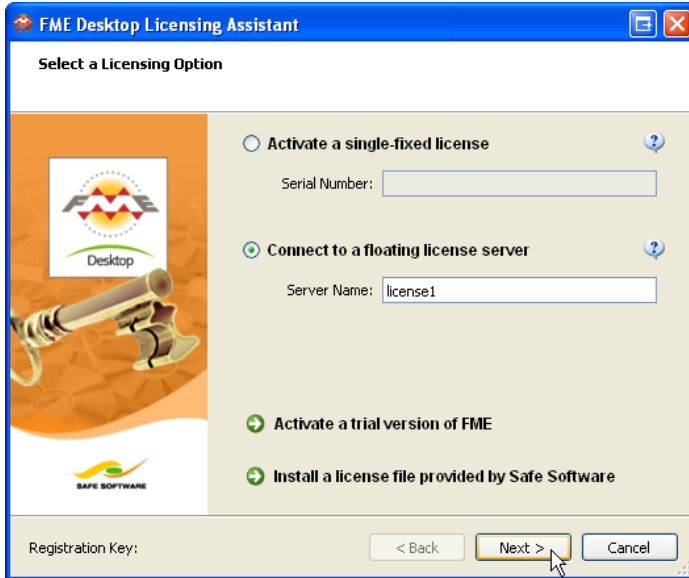 FME Desktop Licensing Assistant
Select a Licensing Option
FME
Desktop
SAFE SOFTWARE
Activate a single-fixed license
Serial Number:
Connect to a floating license server
Server Name: license1
Activate a trial version of FME
Install a license file provided by Safe Software
Registration Key:
< Back Next > Cancel